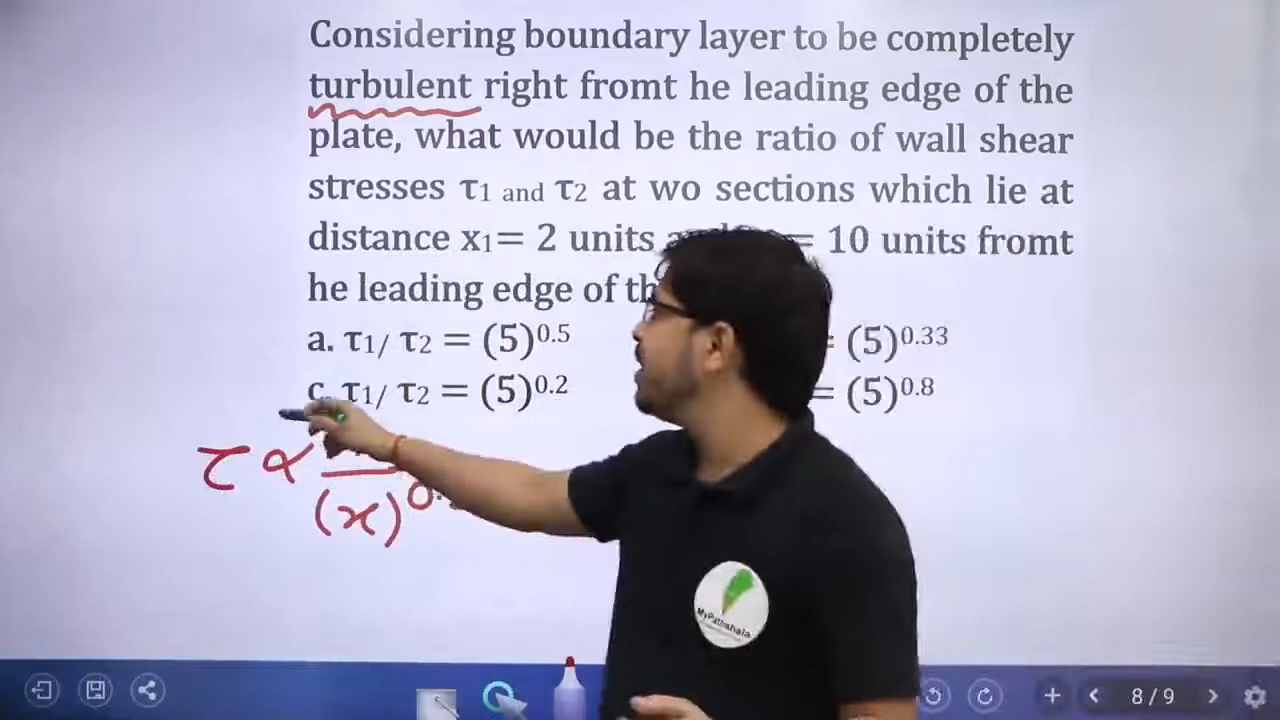 Considering boundary layer to be completely
turbulent right fromt he leading edge of the
plate, what would be the ratio of wall shear
stresses τ1 and τ2 at wo sections which lie at
distance x1= 2 units = 10 units fromt
he leading edge of
a. τ1/ τ2 = (5)^0.5 = (5)^0.33
c. τ1/ τ2 = (5)^0.2 = (5)^0.8
τ ∝
(x)
MyPathshala
8 / 9